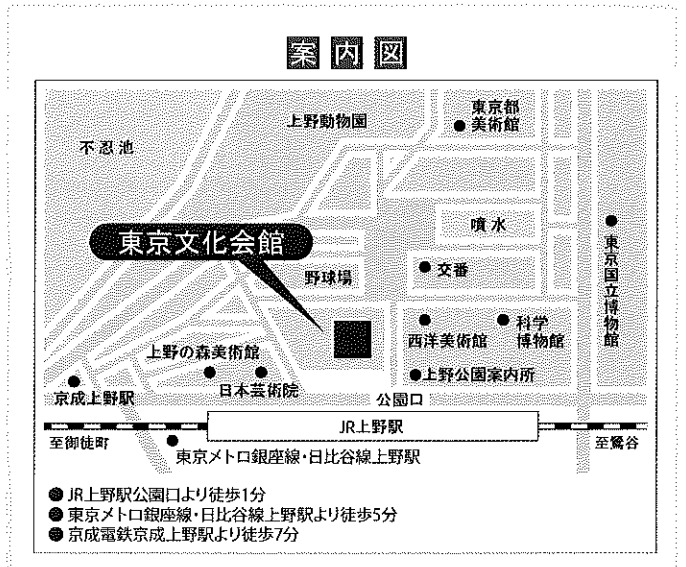 案内図
上野動物園
東京都
美術館
不忍池
噴水
東京文化会館
野球場
交番
東京国立博物館
西洋美術館
科学
博物館
上野の森美術館
日本芸術院
上野公園案内所
京成上野駅
公園口
JR上野駅
至御徒町
至鶯谷
東京メトロ銀座線・日比谷線上野駅
●JR上野駅公園口より徒歩1分
●東京メトロ銀座線・日比谷線上野駅より徒歩5分
●京成電鉄京成上野駅より徒歩7分